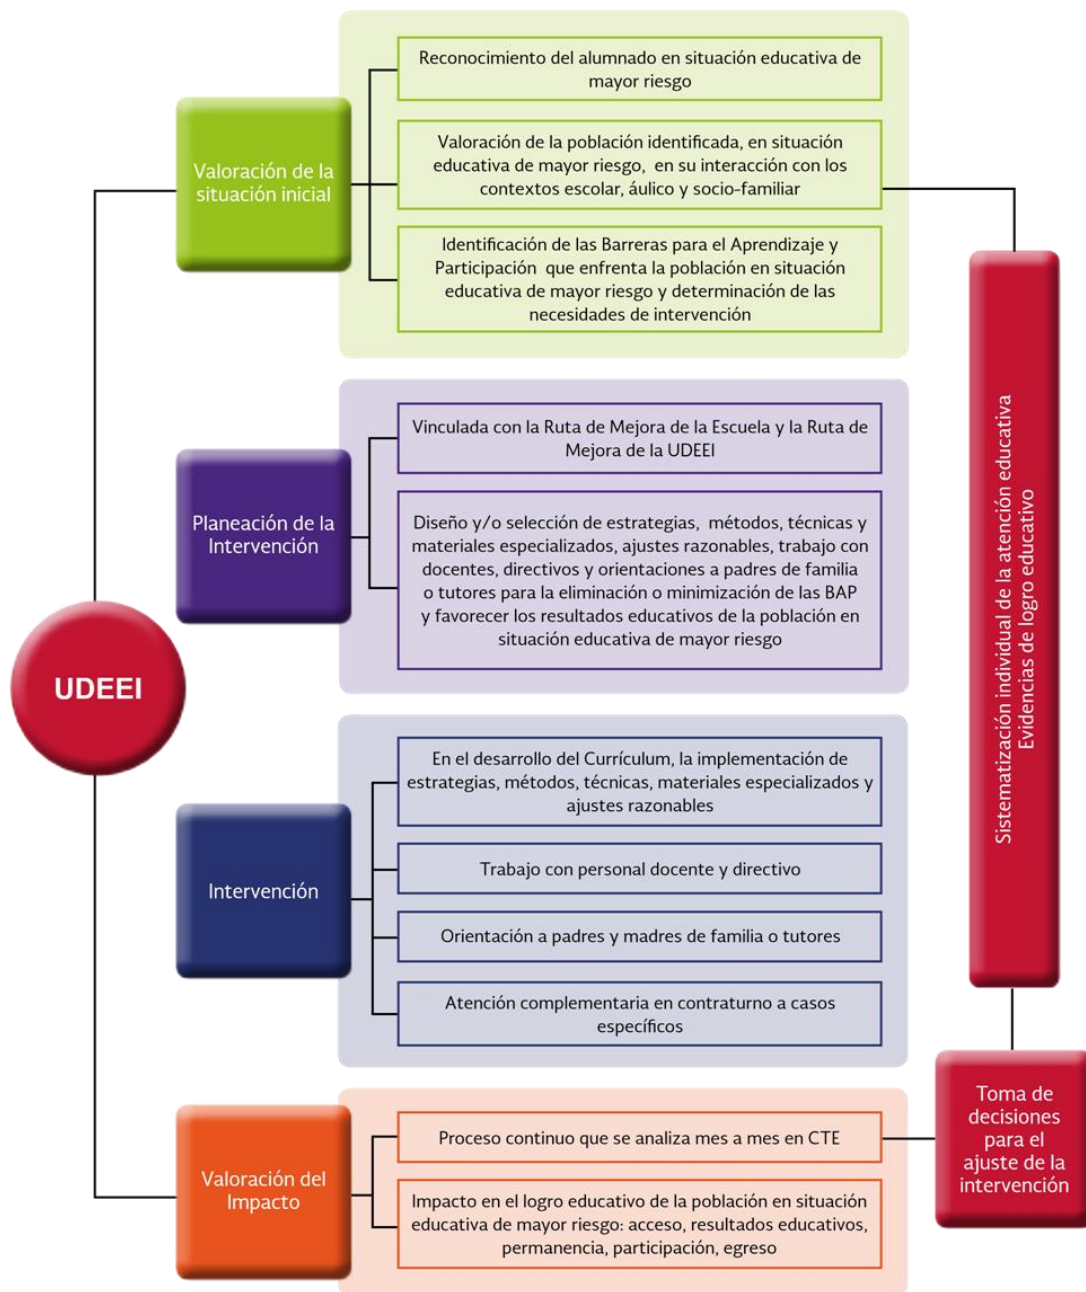 Reconocimiento del alumnado en situación educativa de
mayor riesgo
Valoración de la
situación inicial
Valoración de la población identificada, en situación
educativa de mayor riesgo, en su interacción con los
contextos escolar, áulico y socio-familiar
Identificación de las Barreras para el Aprendizaje y
Participación que enfrenta la población en situación
educativa de mayor riesgo y determinación de las
necesidades de intervención
Vinculada con la Ruta de Mejora de la Escuela y la Ruta de
Mejora de la UDEEI
Planeación de la
Intervención
Diseño y/o selección de estrategias, métodos, técnicas y
materiales especializados, ajustes razonables, trabajo con
docentes, directivos y orientaciones a padres de familia
o tutores para la eliminación o minimización de las BAP
y favorecer los resultados educativos de la población en
situación educativa de mayor riesgo
UDEEI
Sistematización individual de la atención educativa
Evidencias de logro educativo
En el desarrollo del Currículum, la implementación de
estrategias, métodos, técnicas, materiales especializados y
ajustes razonables
Intervención
Trabajo con personal docente y directivo
Orientación a padres y madres de familia o tutores
Atención complementaria en contraturno a casos
específicos
Toma de
decisiones
para el
ajuste de la
intervención
Valoración del
Impacto
Proceso continuo que se analiza mes a mes en CTE
Impacto en el logro educativo de la población en situación
educativa de mayor riesgo: acceso, resultados educativos,
permanencia, participación, egreso